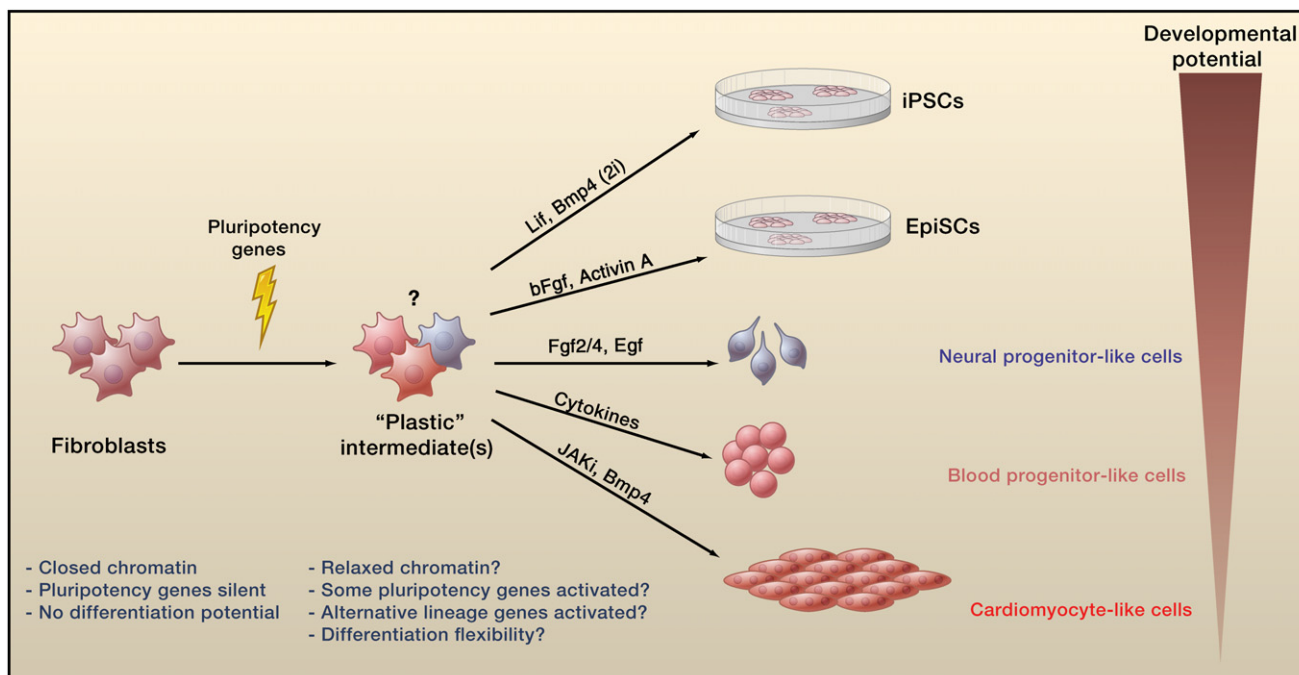 Developmental
potential
iPSCs
Lif, Bmp4 (2i)
EpiSCs
Pluripotency
genes
bFgf, Activin A
?
Fgf2/4, Egf
Neural progenitor-like cells
Cytokines
Fibroblasts
“Plastic”
intermediate(s)
JAKi, Bmp4
Blood progenitor-like cells
- Closed chromatin
- Pluripotency genes silent
- No differentiation potential
- Relaxed chromatin?
- Some pluripotency genes activated?
- Alternative lineage genes activated?
- Differentiation flexibility?
Cardiomyocyte-like cells